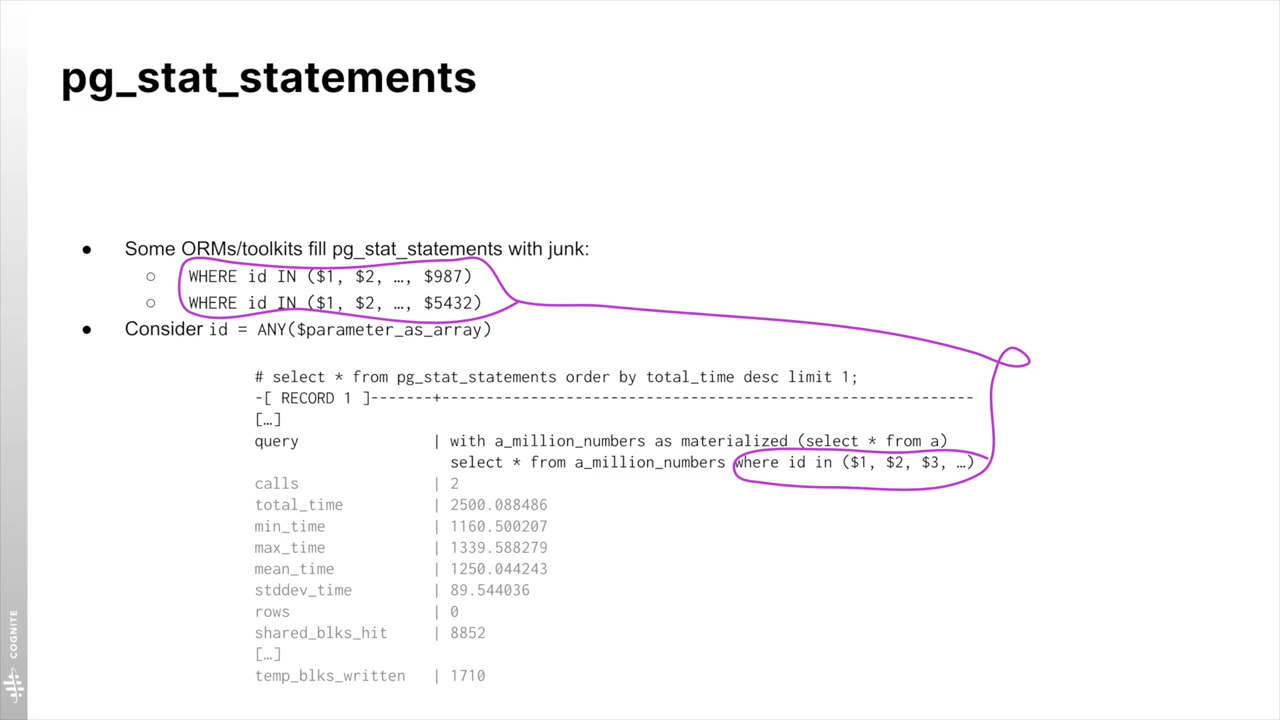 pg_stat_statements
● Some ORMs/toolkits fill pg_stat_statements with junk:
○ WHERE id IN ($1, $2, …, $987)
○ WHERE id IN ($1, $2, …, $5432)
● Consider id = ANY($parameter_as_array)
# select * from pg_stat_statements order by total_time desc limit 1;
-[ RECORD 1 ]-------+------------------------------------------------------------
[…]
query | with a_million_numbers as materialized (select * from a)
select * from a_million_numbers where id in ($1, $2, $3, …)
calls | 2
total_time | 2500.088486
min_time | 1160.500207
max_time | 1339.588279
mean_time | 1250.044243
stddev_time | 89.544036
rows | 0
shared_blks_hit | 8852
[…]
temp_blks_written | 1710
COGNITE